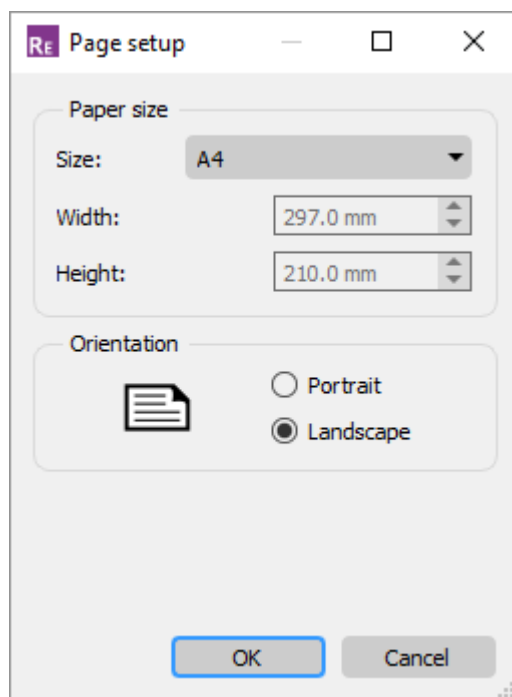 RE Page setup
Paper size
Size: A4
Width: 297.0 mm
Height: 210.0 mm
Orientation
Portrait
Landscape
OK Cancel